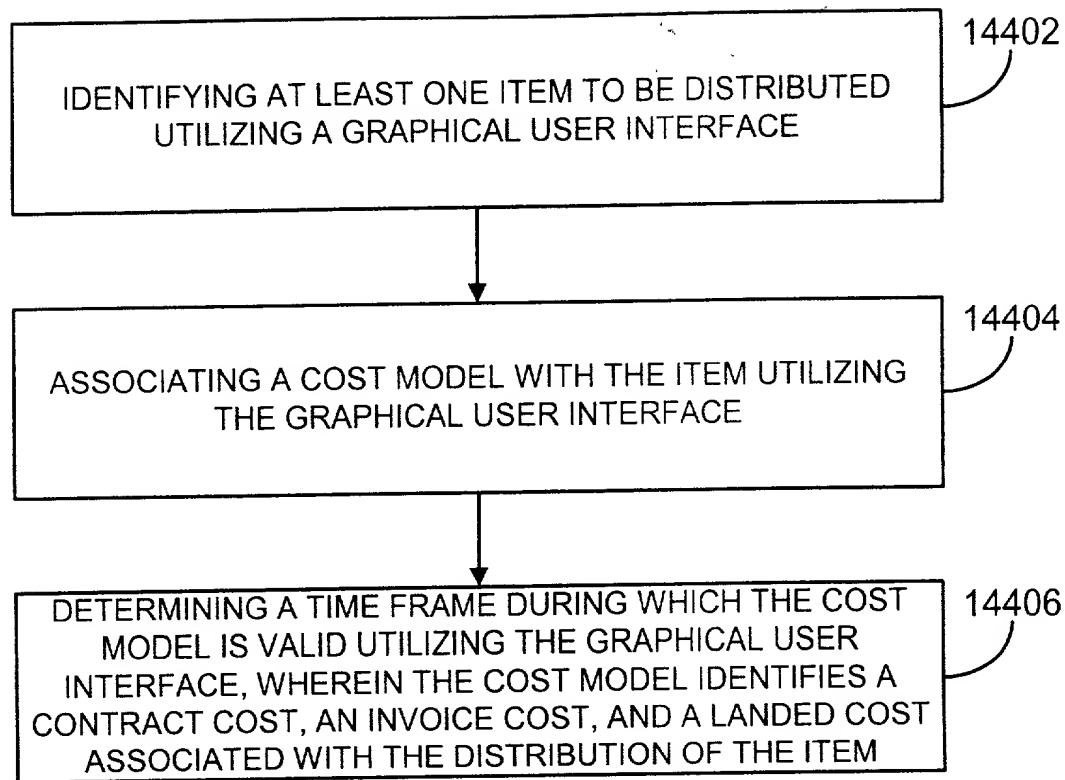 14402
IDENTIFYING AT LEAST ONE ITEM TO BE DISTRIBUTED
UTILIZING A GRAPHICAL USER INTERFACE
14404
ASSOCIATING A COST MODEL WITH THE ITEM UTILIZING
THE GRAPHICAL USER INTERFACE
14406
DETERMINING A TIME FRAME DURING WHICH THE COST
MODEL IS VALID UTILIZING THE GRAPHICAL USER
INTERFACE, WHEREIN THE COST MODEL IDENTIFIES A
CONTRACT COST, AN INVOICE COST, AND A LANDED COST
ASSOCIATED WITH THE DISTRIBUTION OF THE ITEM